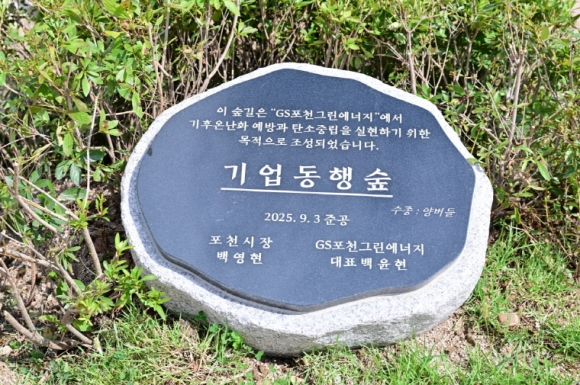 이 숲길은 "GS포천그린에너지"에서
기후온난화 예방과 탄소중립을 실현하기 위한
목적으로 조성되었습니다.
기업동행숲
2025. 9. 3 준공
수종 : 양버들
포천시장
백영현
GS포천그린에너지
대표 백윤현